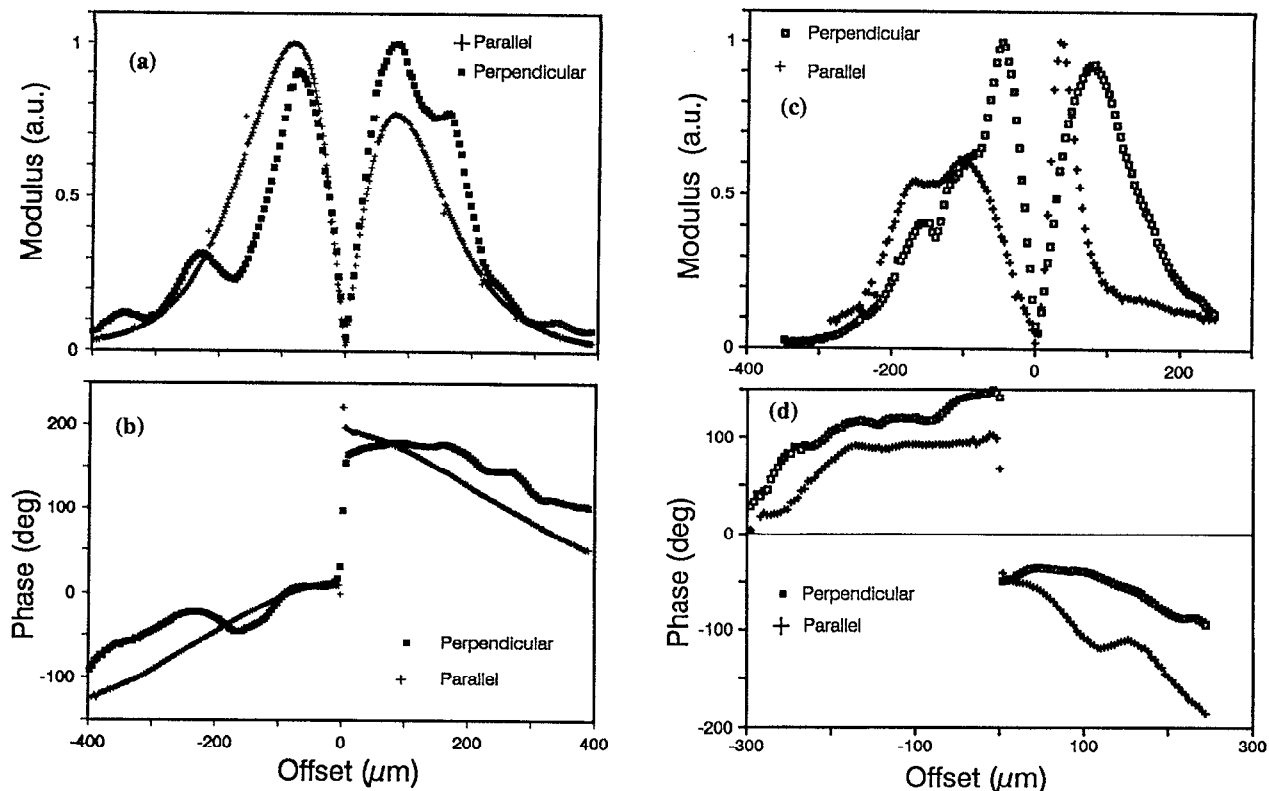 (a)
+ Parallel
■ Perpendicular
Modulus (a.u.)
1
0.5
0
(b)
■ Perpendicular
+ Parallel
Phase (deg)
200
100
0
-100
-400
-200
0
200
400
Offset (µm)
(c)
Perpendicular
+ Parallel
Modulus (a.u.)
1
0.5
0
-400
-200
0
200
(d)
■ Perpendicular
+ Parallel
Phase (deg)
100
0
-100
-200
-300
-100
100
300
Offset (µm)